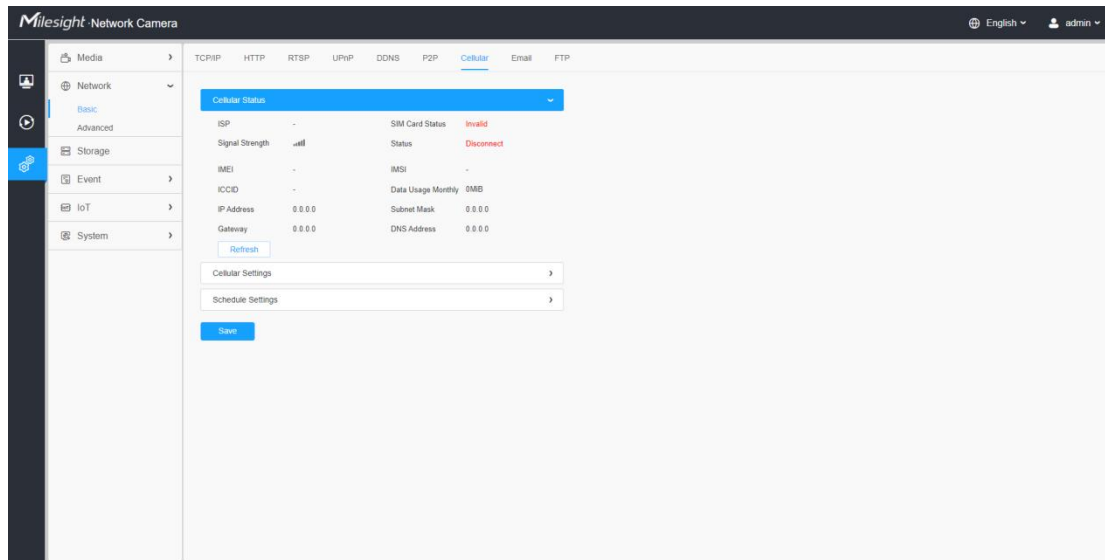 Milesight · Network Camera
English
admin
Media
Network
Basic
Advanced
Storage
Event
IoT
System
TCP/IP HTTP RTSP UPnP DDNS P2P Cellular Email FTP
Cellular Status
ISP - SIM Card Status Invalid
Signal Strength Status Disconnect
IMEI - IMSI -
ICCID - Data Usage Monthly 0MiB
IP Address 0.0.0.0 Subnet Mask 0.0.0.0
Gateway 0.0.0.0 DNS Address 0.0.0.0
Refresh
Cellular Settings
Schedule Settings
Save